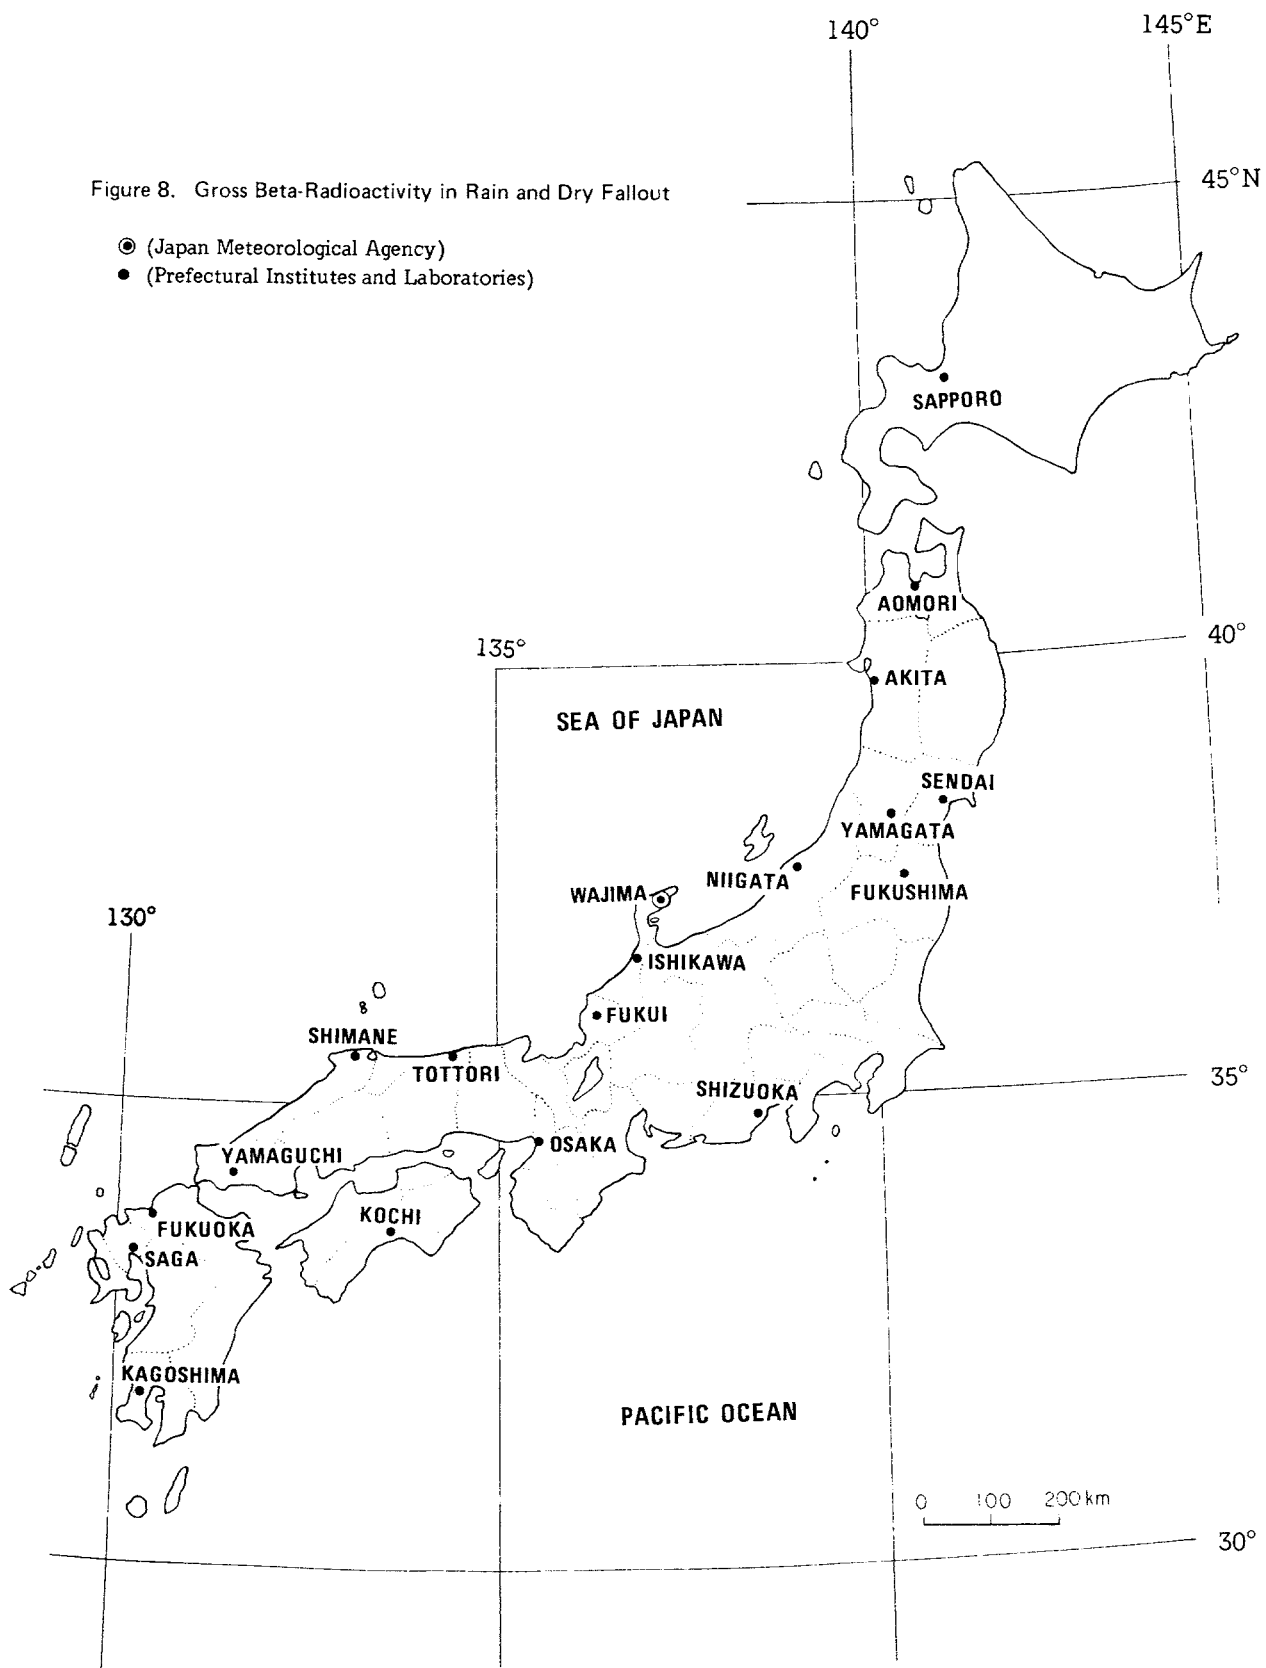 140°
145°E
Figure 8. Gross Beta-Radioactivity in Rain and Dry Fallout
45°N
(Japan Meteorological Agency)
(Prefectural Institutes and Laboratories)
SAPPORO
AOMORI
40°
135°
AKITA
SEA OF JAPAN
SENDAI
YAMAGATA
NIIGATA
FUKUSHIMA
WAJIMA
130°
ISHIKAWA
FUKUI
SHIMANE
TOTTORI
35°
SHIZUOKA
OSAKA
YAMAGUCHI
KOCHI
FUKUOKA
SAGA
KAGOSHIMA
PACIFIC OCEAN
0 100 200 km
30°